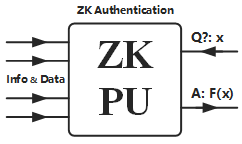 ZK Authentication
ZK
PU
Info & Data
Q?: x
A: F(x)